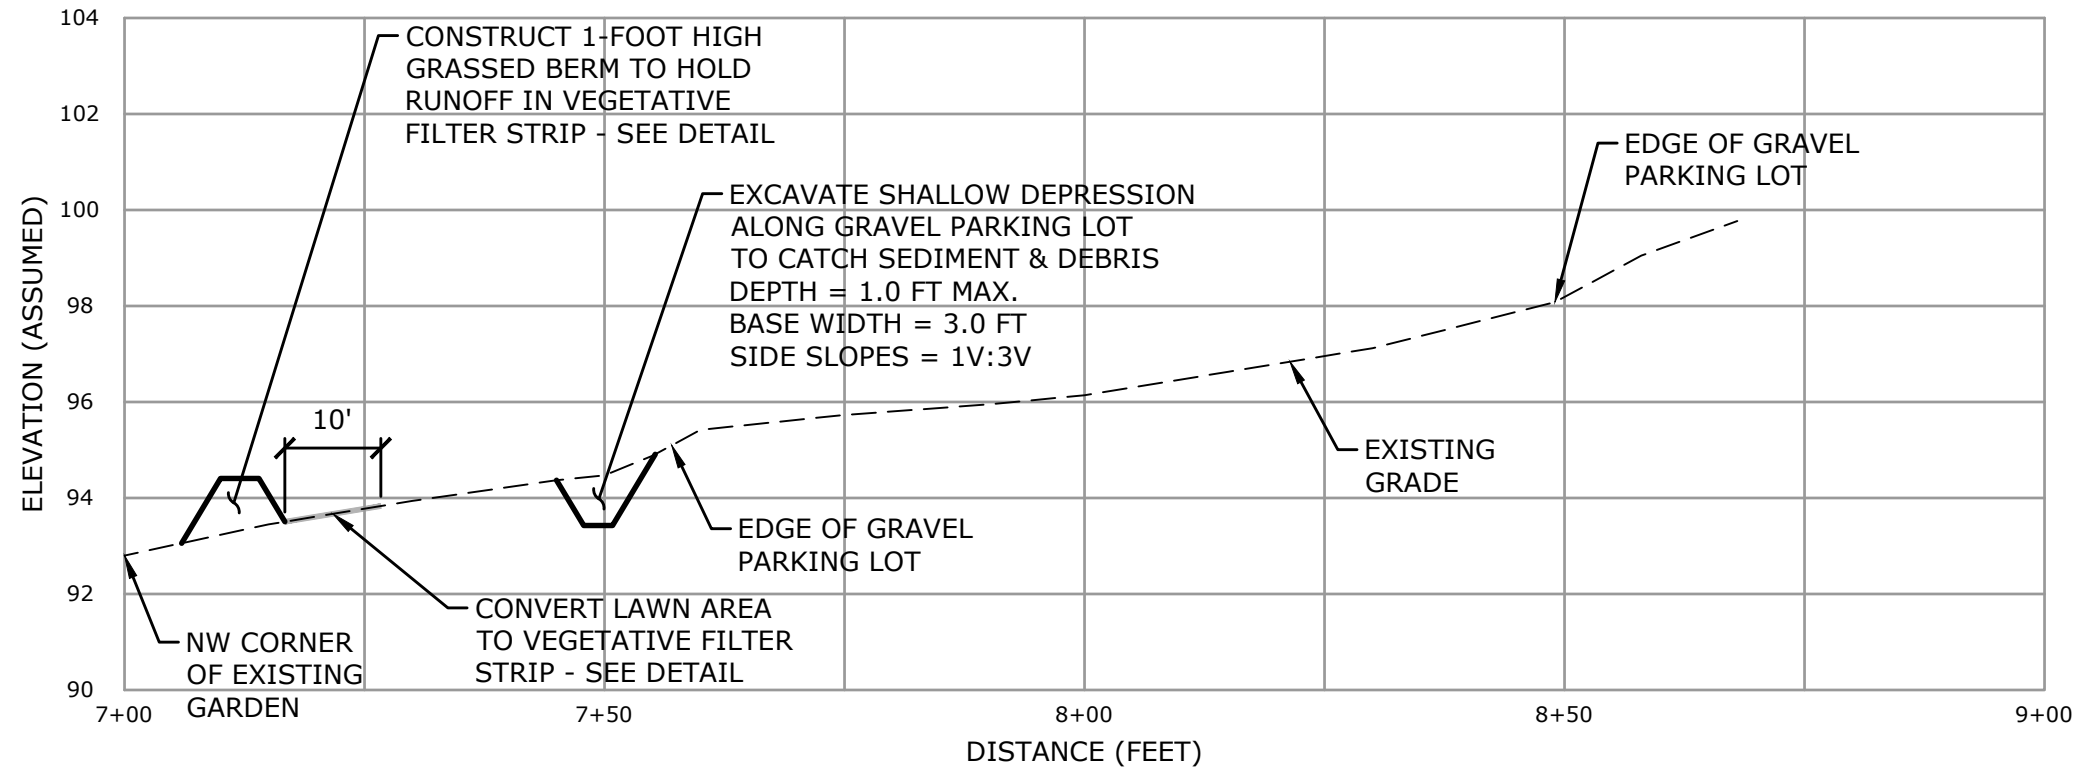 104
102
100
98
96
94
92
90
ELEVATION (ASSUMED)
CONSTRUCT 1-FOOT HIGH
GRASSED BERM TO HOLD
RUNOFF IN VEGETATIVE
FILTER STRIP - SEE DETAIL
EXCAVATE SHALLOW DEPRESSION
ALONG GRAVEL PARKING LOT
TO CATCH SEDIMENT & DEBRIS
DEPTH = 1.0 FT MAX.
BASE WIDTH = 3.0 FT
SIDE SLOPES = 1V:3V
EDGE OF GRAVEL
PARKING LOT
10'
EXISTING
GRADE
EDGE OF GRAVEL
PARKING LOT
CONVERT LAWN AREA
TO VEGETATIVE FILTER
STRIP - SEE DETAIL
NW CORNER
OF EXISTING
GARDEN
7+00
7+50
8+00
8+50
9+00
DISTANCE (FEET)